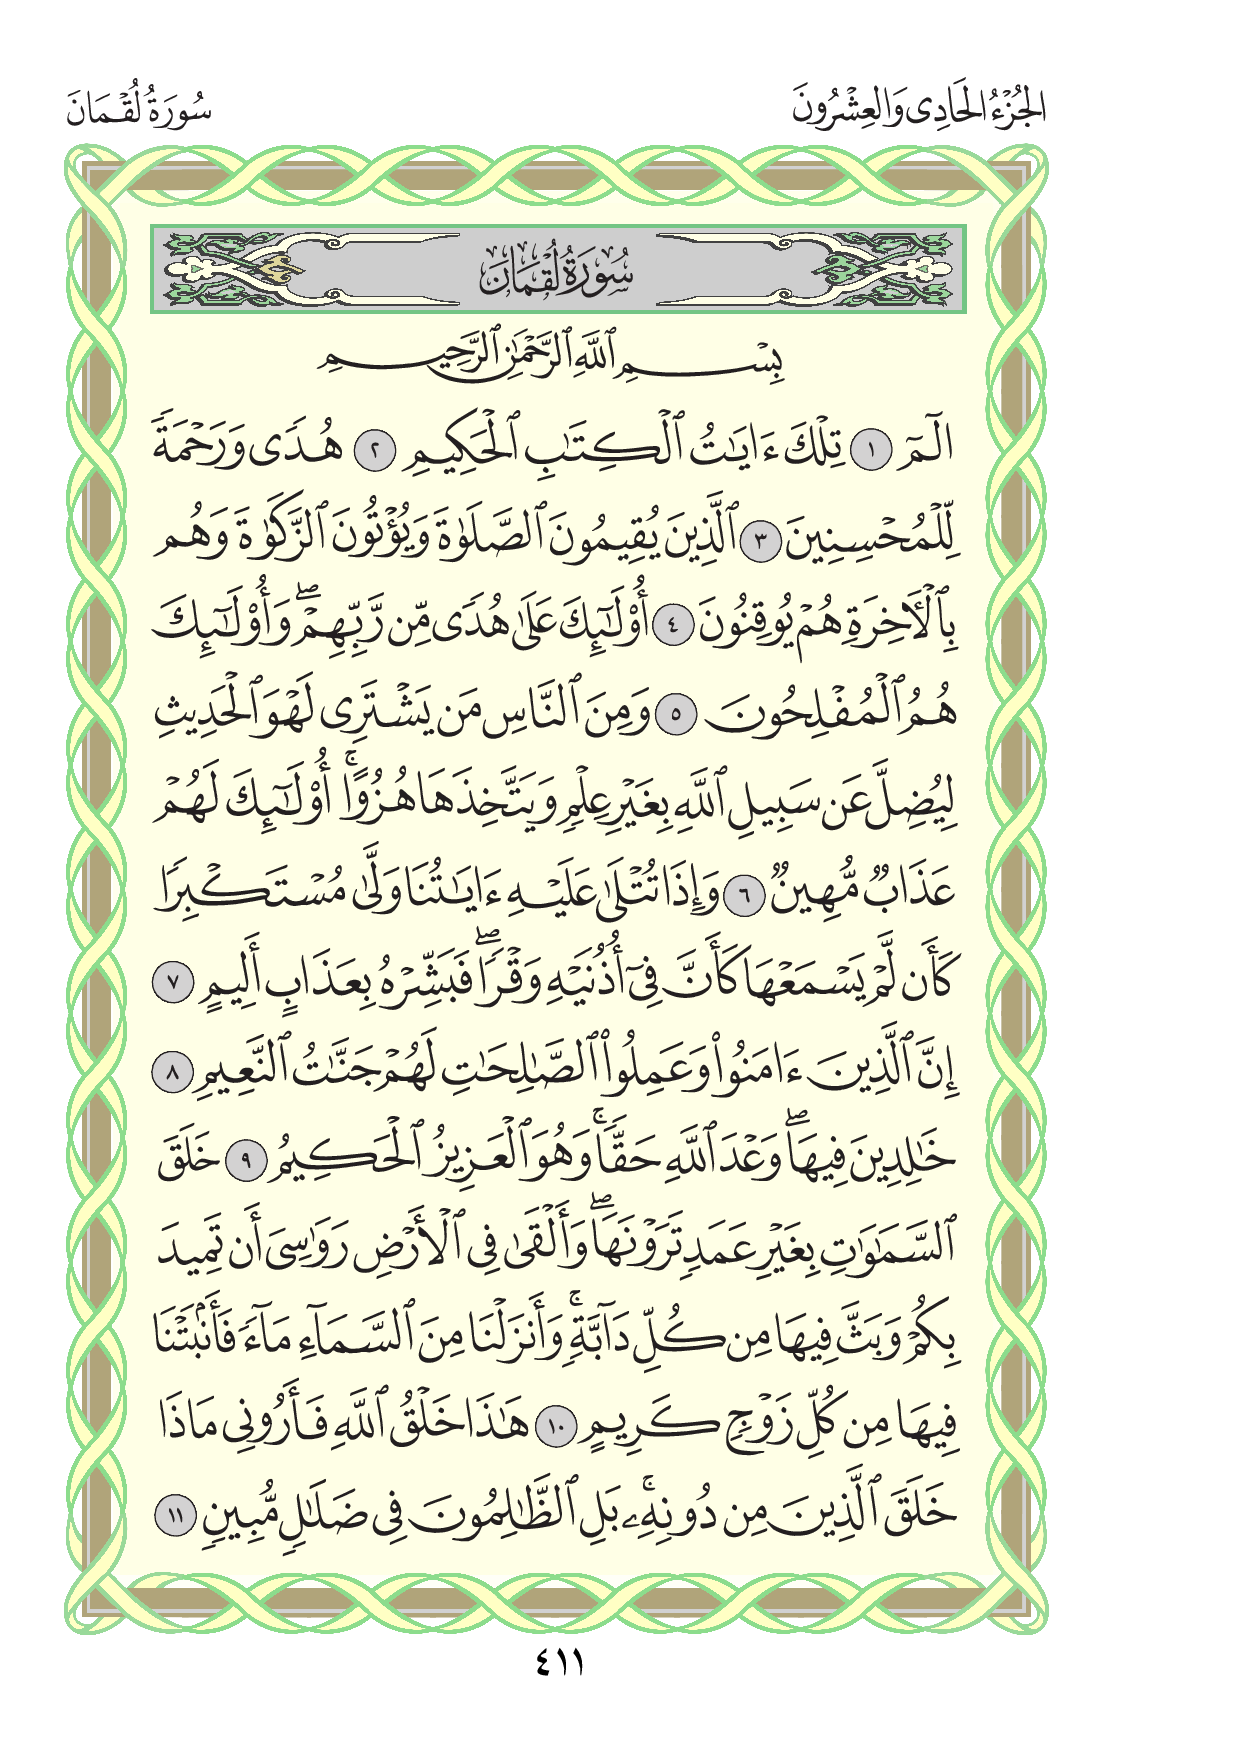 الجُزْءُ الحَادِى وَالعِشْرُونَ
سُورَةُ لُقْمَانَ
سُورَةُ لُقْمَانَ
بِسْمِ ٱللَّهِ ٱلرَّحْمَٰنِ ٱلرَّحِيمِ
الٓمٓ ١ تِلْكَ ءَايَٰتُ ٱلْكِتَٰبِ ٱلْحَكِيمِ ٢ هُدًى وَرَحْمَةً
لِّلْمُحْسِنِينَ ٣ ٱلَّذِينَ يُقِيمُونَ ٱلصَّلَوٰةَ وَيُؤْتُونَ ٱلزَّكَوٰةَ وَهُم
بِٱلْأَخِرَةِ هُمْ يُوقِنُونَ ٤ أُو۟لَٰٓئِكَ عَلَىٰ هُدًى مِّن رَّبِّهِمْ ۖ وَأُو۟لَٰٓئِكَ
هُمُ ٱلْمُفْلِحُونَ ٥ وَمِنَ ٱلنَّاسِ مَن يَشْتَرِى لَهْوَ ٱلْحَدِيثِ
لِيُضِلَّ عَن سَبِيلِ ٱللَّهِ بِغَيْرِ عِلْمٍ وَيَتَّخِذَهَا هُزُوًا ۚ أُو۟لَٰٓئِكَ لَهُمْ
عَذَابٌ مُّهِينٌ ٦ وَإِذَا تُتْلَىٰ عَلَيْهِ ءَايَٰتُنَا وَلَّىٰ مُسْتَكْبِرًا
كَأَن لَّمْ يَسْمَعْهَا كَأَنَّ فِىٓ أُذُنَيْهِ وَقْرًا ۖ فَبَشِّرْهُ بِعَذَابٍ أَلِيمٍ ٧
إِنَّ ٱلَّذِينَ ءَامَنُوا۟ وَعَمِلُوا۟ ٱلصَّٰلِحَٰتِ لَهُمْ جَنَّٰتُ ٱلنَّعِيمِ ٨
خَٰلِدِينَ فِيهَا ۖ وَعْدَ ٱللَّهِ حَقًّا ۚ وَهُوَ ٱلْعَزِيزُ ٱلْحَكِيمُ ٩ خَلَقَ
ٱلسَّمَٰوَٰتِ بِغَيْرِ عَمَدٍ تَرَوْنَهَا ۖ وَأَلْقَىٰ فِى ٱلْأَرْضِ رَوَٰسِىَ أَن تَمِيدَ
بِكُمْ وَبَثَّ فِيهَا مِن كُلِّ دَآبَّةٍ ۚ وَأَنزَلْنَا مِنَ ٱلسَّمَآءِ مَآءً فَأَنۢبَتْنَا
فِيهَا مِن كُلِّ زَوْجٍ كَرِيمٍ ١٠ هَٰذَا خَلْقُ ٱللَّهِ فَأَرُونِى مَاذَا
خَلَقَ ٱلَّذِينَ مِن دُونِهِۦ ۚ بَلِ ٱلظَّٰلِمُونَ فِى ضَلَٰلٍ مُّبِينٍ ١١
٤١١